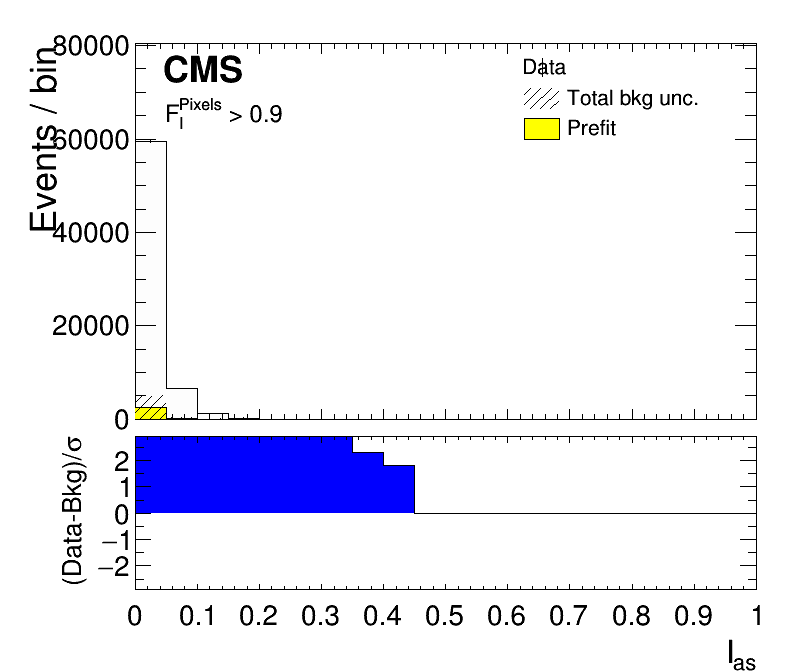 80000
60000
40000
20000
0
Events / bin
CMS
F_I^Pixels > 0.9
Data
Total bkg unc.
Prefit
(Data-Bkg)/σ
2
1
0
−1
−2
0 0.1 0.2 0.3 0.4 0.5 0.6 0.7 0.8 0.9 1
I_as